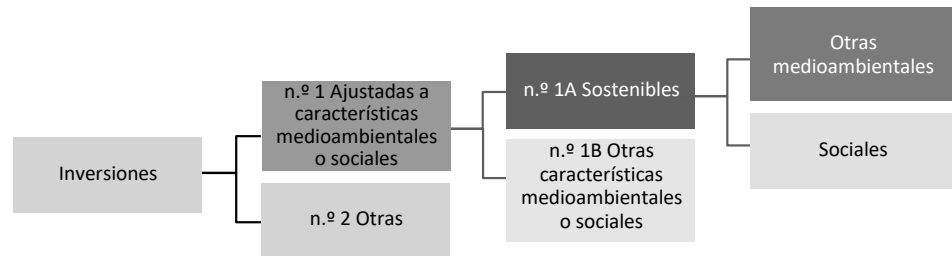 Inversiones
n.º 1 Ajustadas a
características
medioambientales
o sociales
n.º 2 Otras
n.º 1A Sostenibles
n.º 1B Otras
características
medioambientales
o sociales
Otras
medioambientales
Sociales